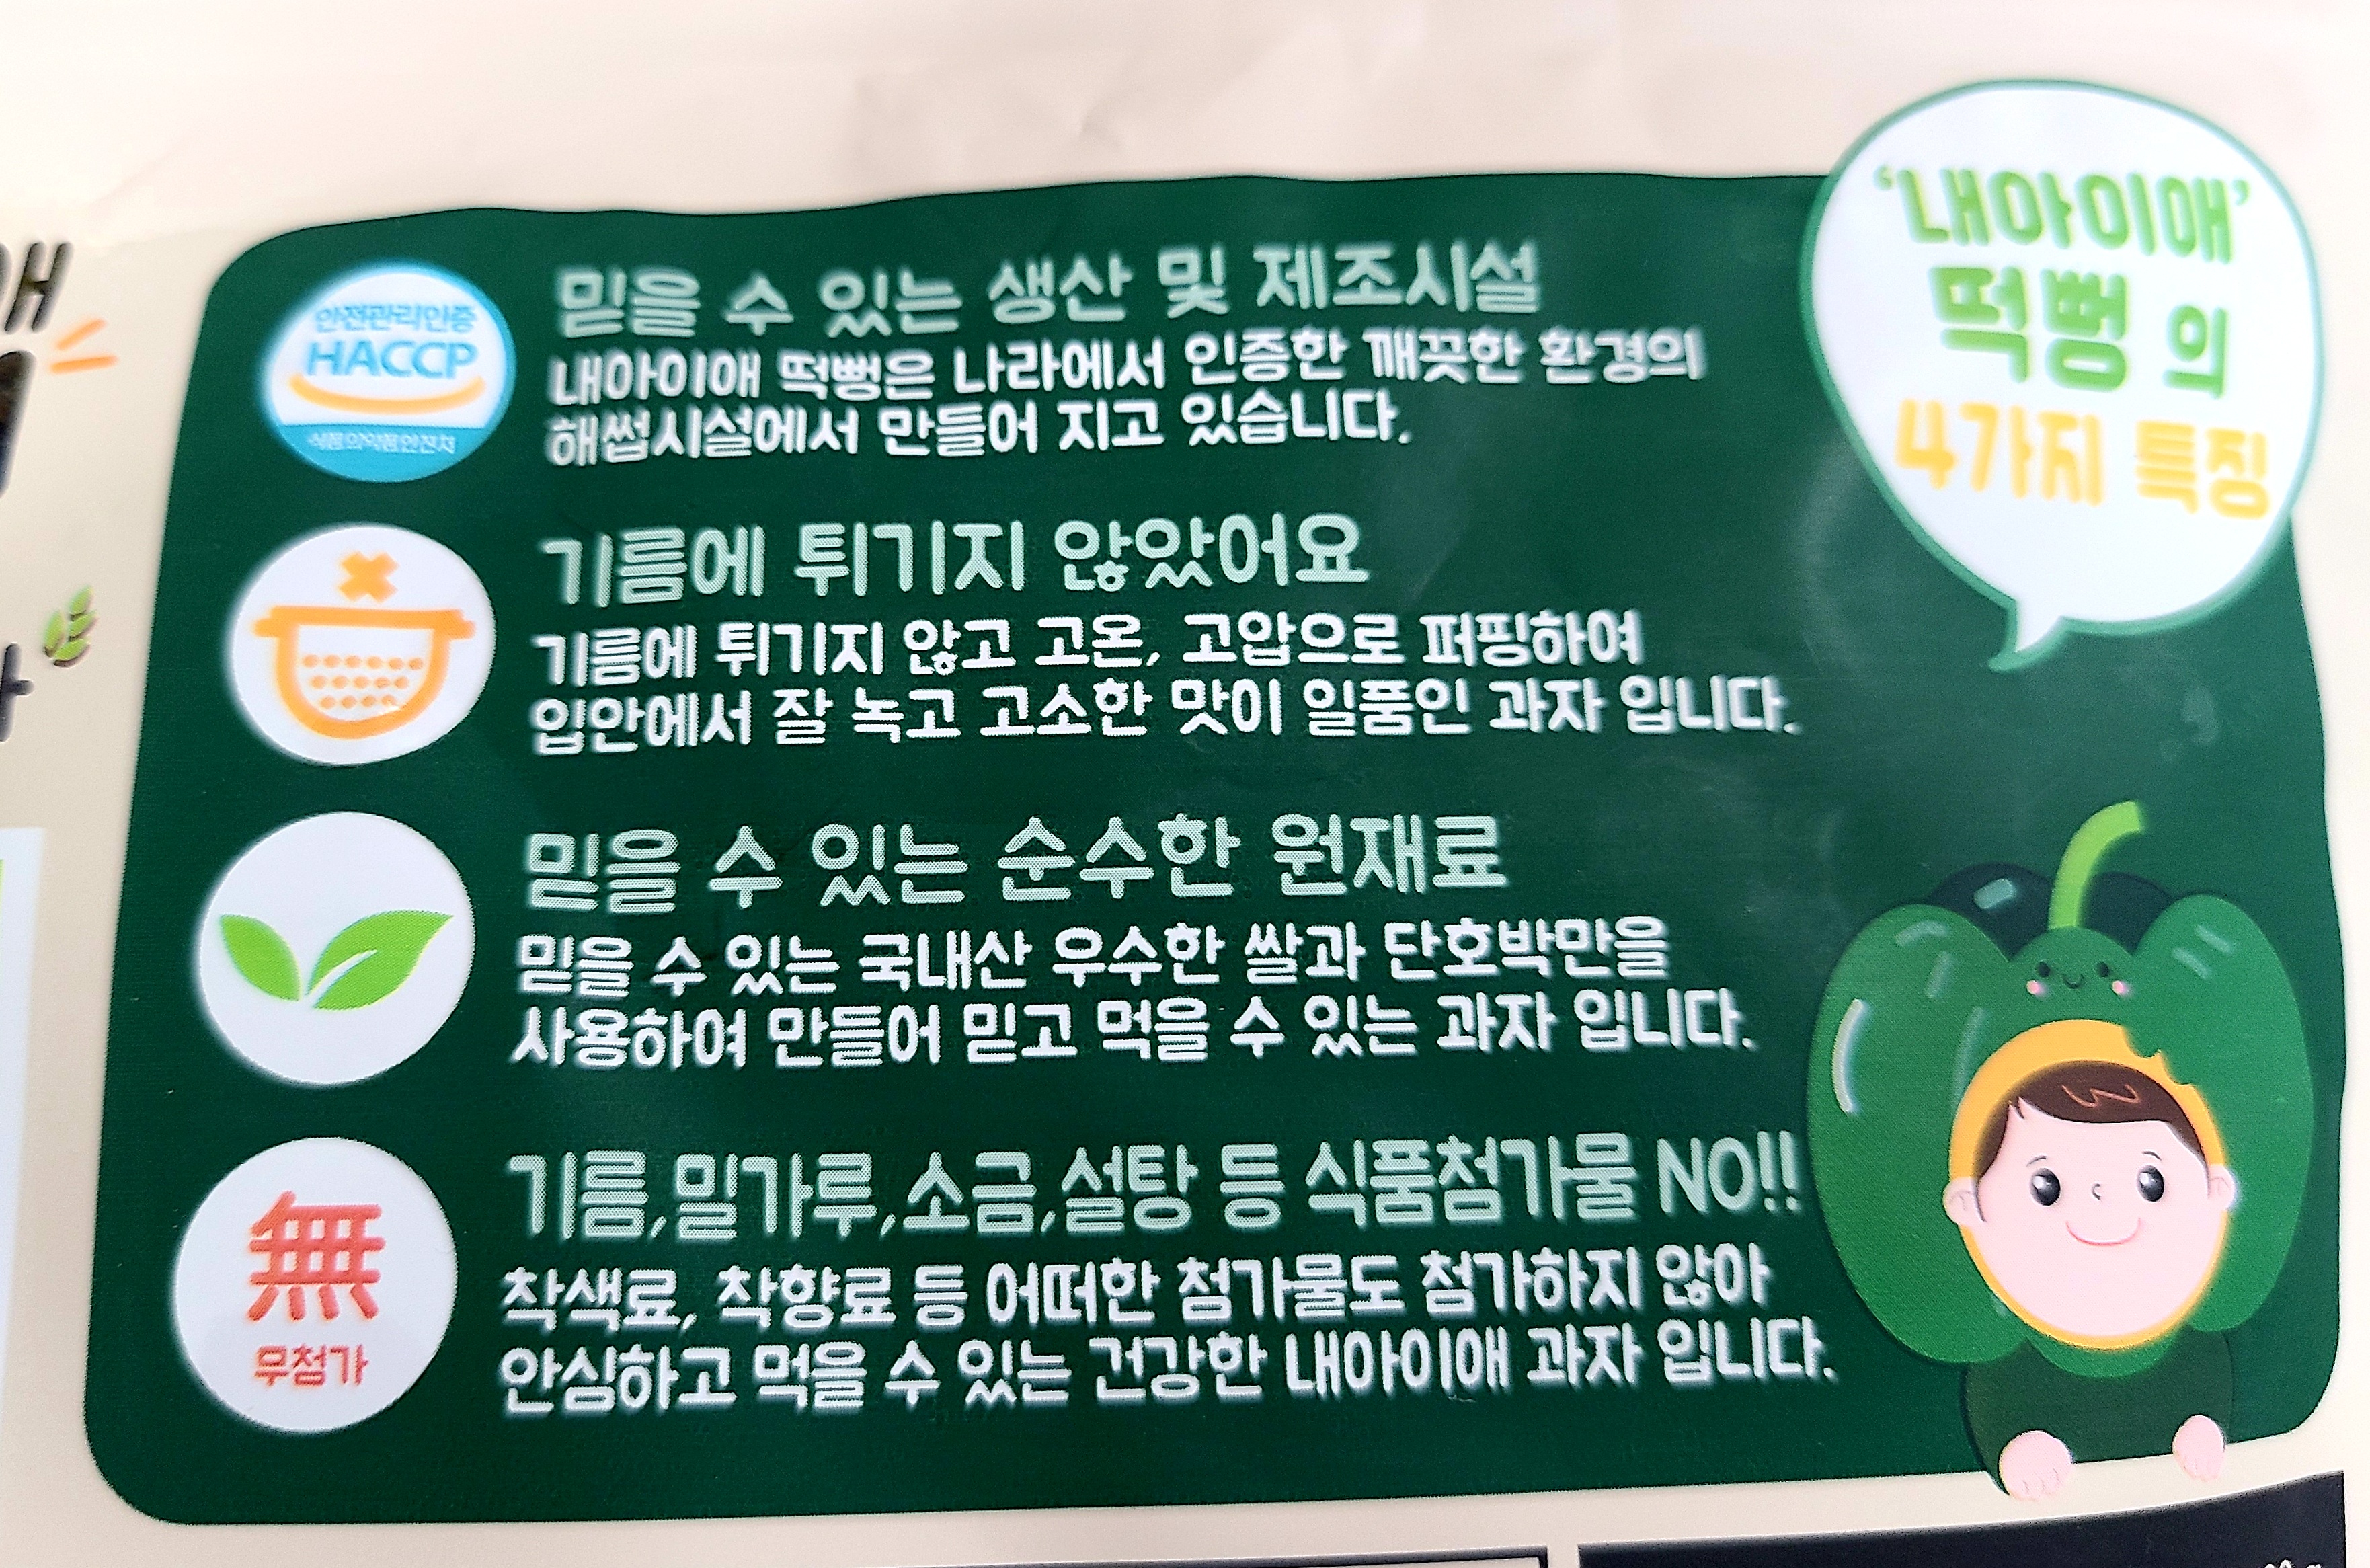 '내아이애'
떡뻥 의
4가지 특징
안전관리인증
HACCP
식품의약품안전처
믿을 수 있는 생산 및 제조시설
내아이애 떡뻥은 나라에서 인증한 깨끗한 환경의
해썹시설에서 만들어 지고 있습니다.
기름에 튀기지 않았어요
기름에 튀기지 않고 고온, 고압으로 퍼핑하여
입안에서 잘 녹고 고소한 맛이 일품인 과자 입니다.
믿을 수 있는 순수한 원재료
믿을 수 있는 국내산 우수한 쌀과 단호박만을
사용하여 만들어 믿고 먹을 수 있는 과자 입니다.
無
무첨가
기름,밀가루,소금,설탕 등 식품첨가물 NO!!
착색료, 착향료 등 어떠한 첨가물도 첨가하지 않아
안심하고 먹을 수 있는 건강한 내아이애 과자 입니다.